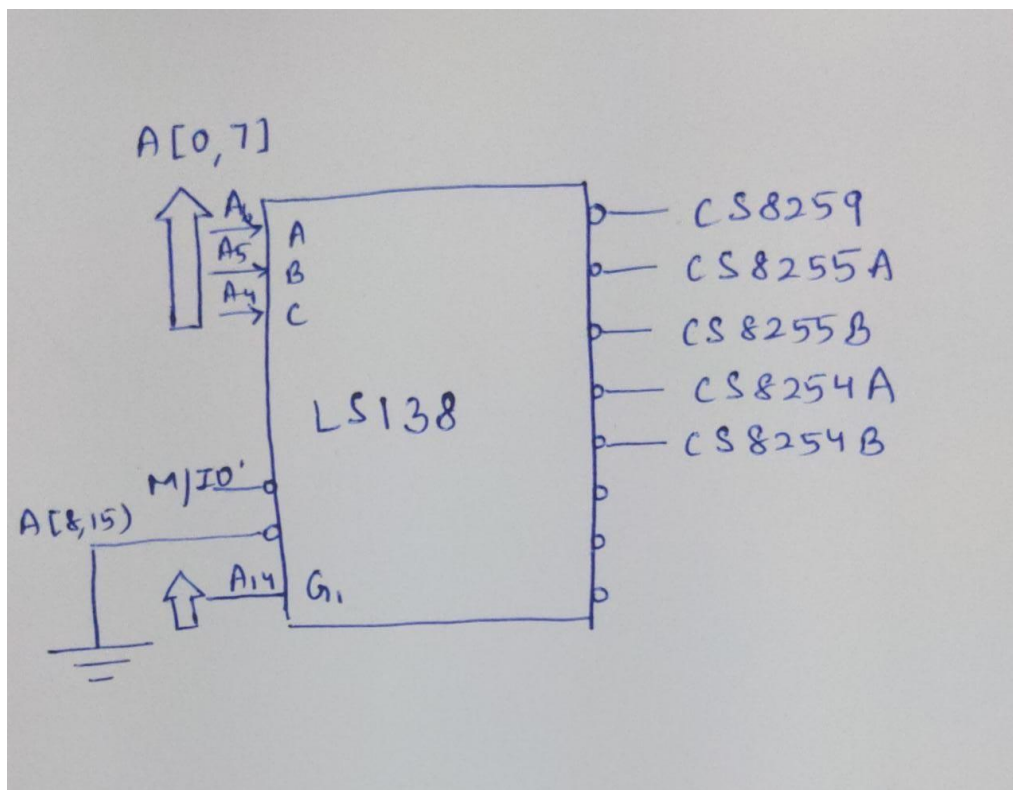 A[0,7]
A6
A
A5
B
A4
C
LS138
M/IO'
A[8,15)
A14
G1
CS8259
CS8255A
CS8255B
CS8254A
CS8254B